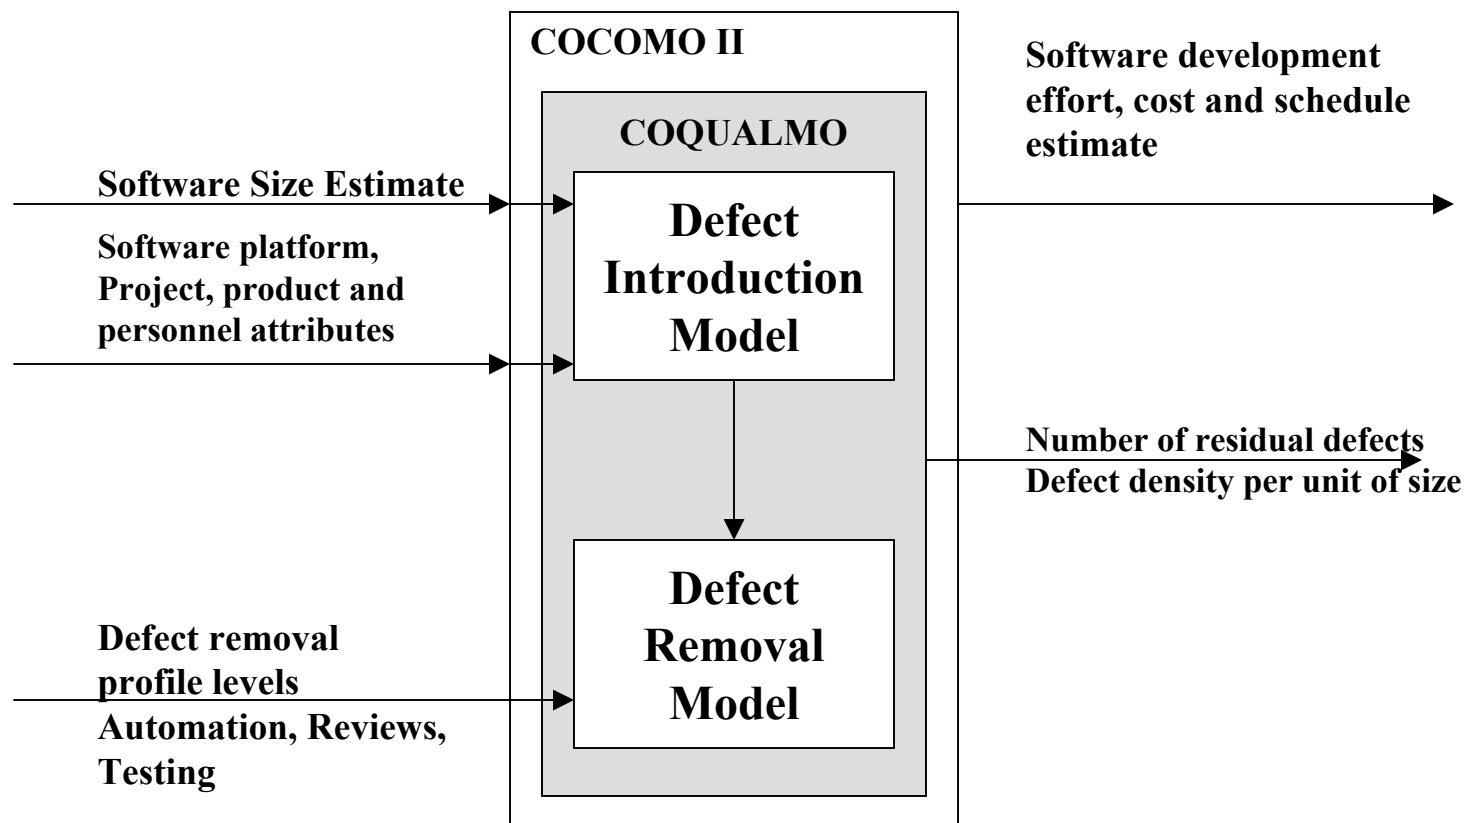 COCOMO II
COQUALMO
Software Size Estimate
Software platform,
Project, product and
personnel attributes
Defect
Introduction
Model
Software development
effort, cost and schedule
estimate
Number of residual defects
Defect density per unit of size
Defect removal
profile levels
Automation, Reviews,
Testing
Defect
Removal
Model